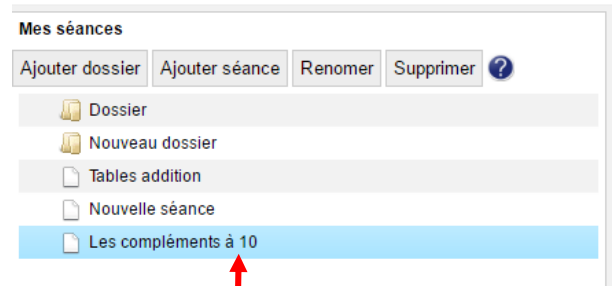 Mes séances
Ajouter dossier Ajouter séance Renomer Supprimer ?
Dossier
Nouveau dossier
Tables addition
Nouvelle séance
Les compléments à 10